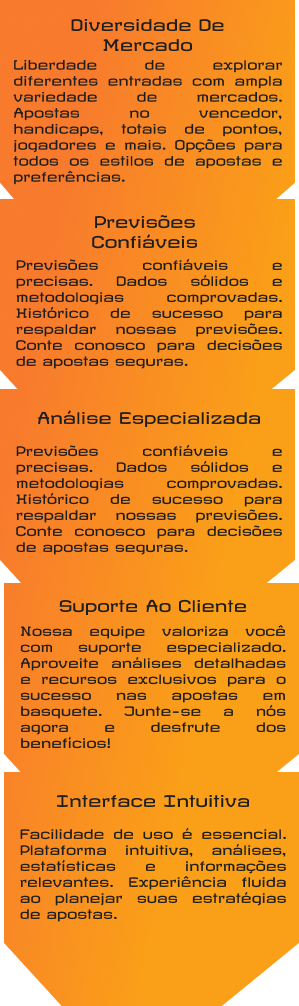 Diversidade De
Mercado
Liberdade de explorar
diferentes entradas com ampla
variedade de mercados.
Apostas no vencedor,
handicaps, totais de pontos,
jogadores e mais. Opções para
todos os estilos de apostas e
preferências.
Previsões
Confiáveis
Previsões confiáveis e
precisas. Dados sólidos e
metodologias comprovadas.
Histórico de sucesso para
respaldar nossas previsões.
Conte conosco para decisões
de apostas seguras.
Análise Especializada
Previsões confiáveis e
precisas. Dados sólidos e
metodologias comprovadas.
Histórico de sucesso para
respaldar nossas previsões.
Conte conosco para decisões
de apostas seguras.
Suporte Ao Cliente
Nossa equipe valoriza você
com suporte especializado.
Aproveite análises detalhadas
e recursos exclusivos para o
sucesso nas apostas em
basquete. Junte-se a nós
agora e desfrute dos
benefícios!
Interface Intuitiva
Facilidade de uso é essencial.
Plataforma intuitiva, análises,
estatísticas e informações
relevantes. Experiência fluida
ao planejar suas estratégias
de apostas.